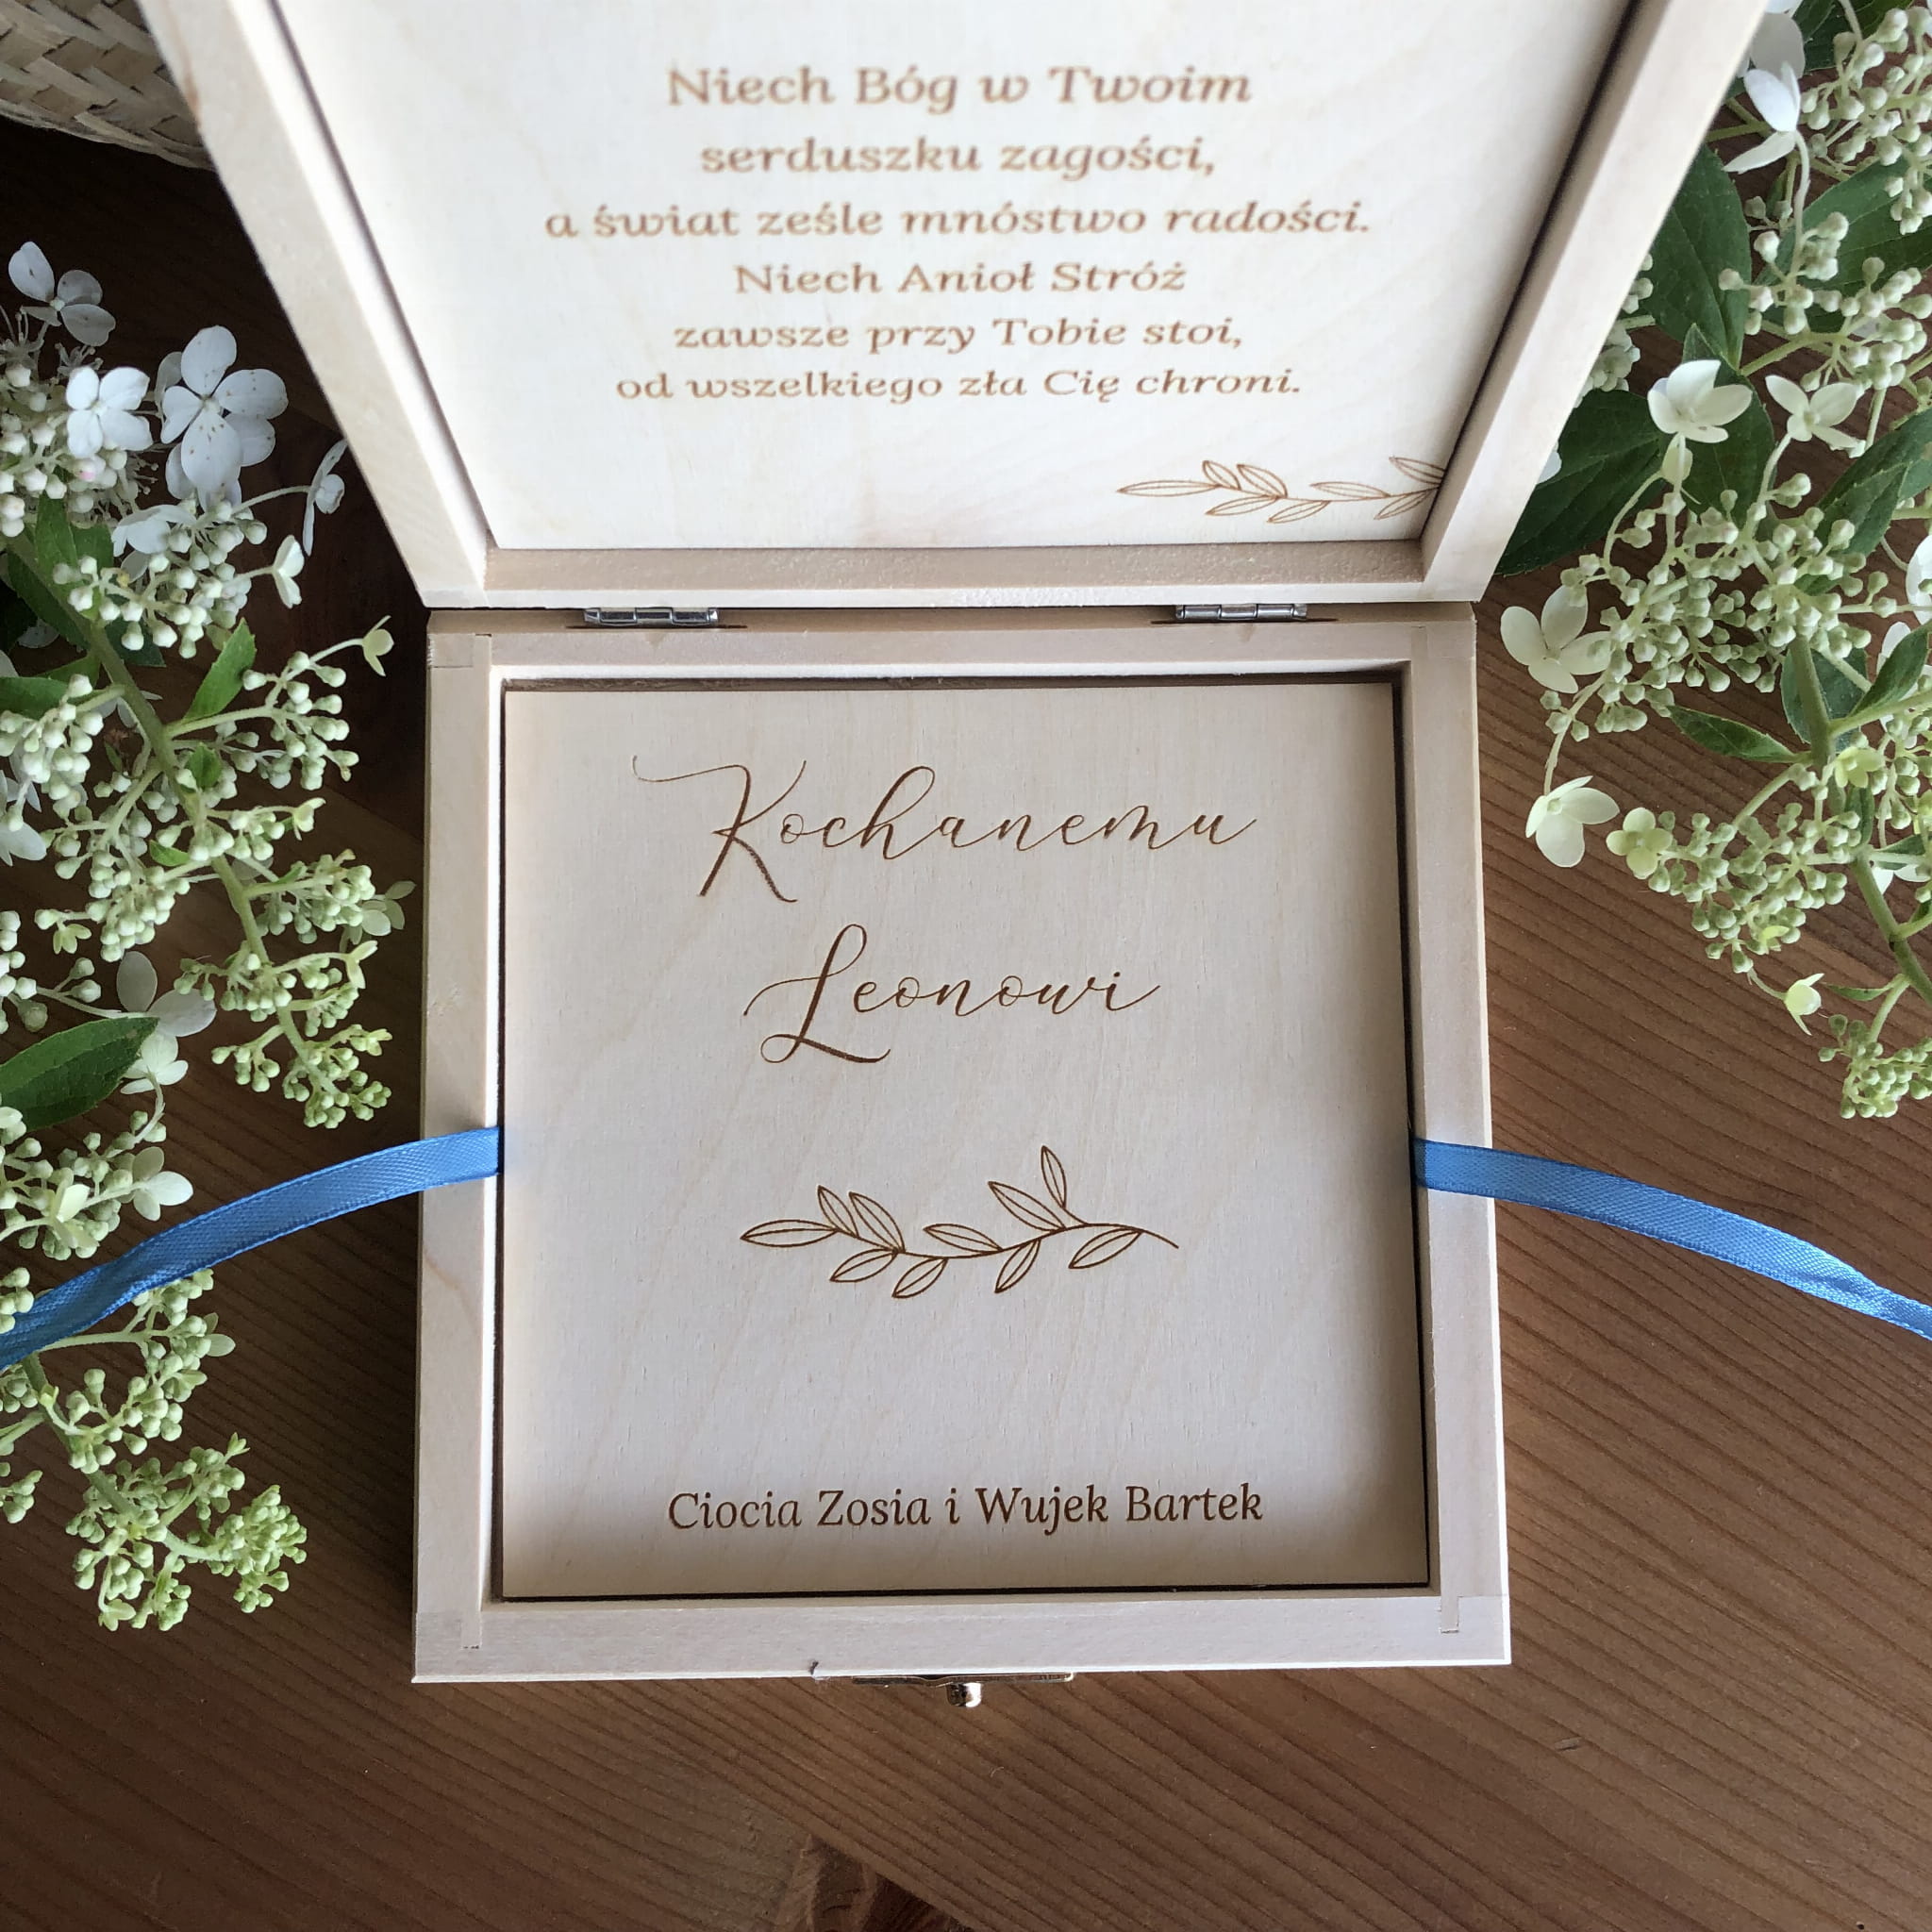 Niech Bóg w Twoim
serduszku zagości,
a świat ześle mnóstwo radości.
Niech Anioł Stróż
zawsze przy Tobie stoi,
od wszelkiego zła Cię chroni.
Kochanemu
Leonowi
Ciocia Zosia i Wujek Bartek